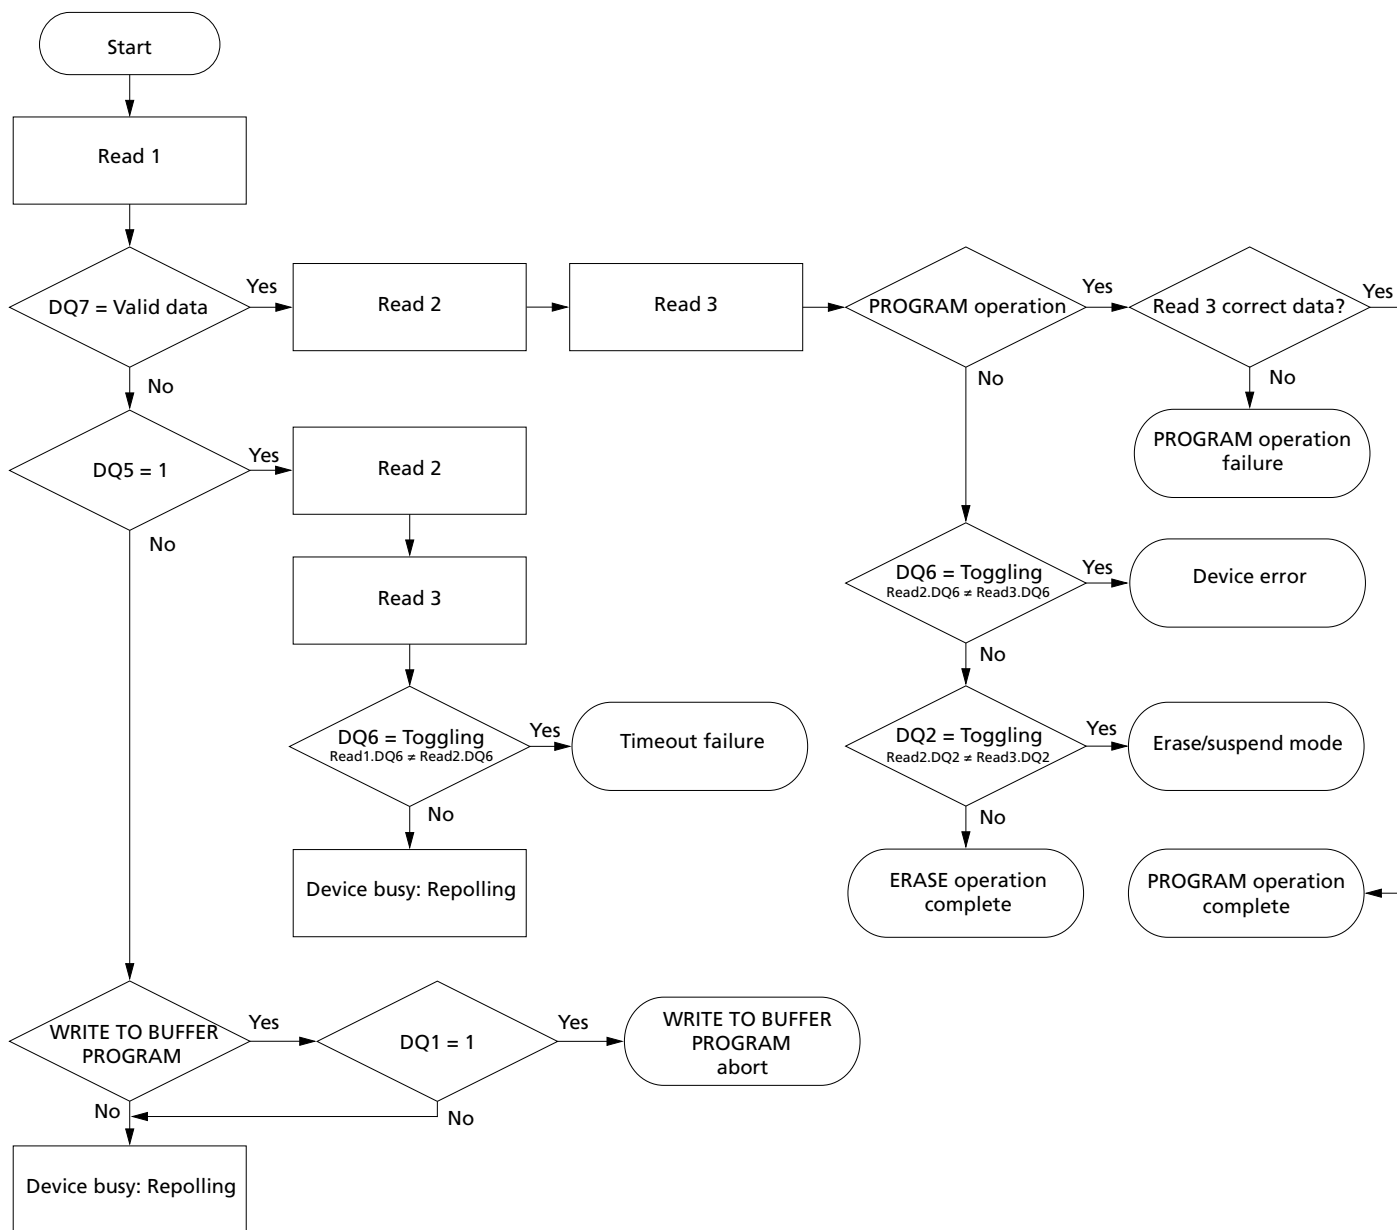 Start
Read 1
DQ7 = Valid data
Yes
Read 2
Read 3
PROGRAM operation
Yes
Read 3 correct data?
Yes
No
No
No
PROGRAM operation
failure
DQ5 = 1
Yes
Read 2
No
Read 3
DQ6 = Toggling
Read2.DQ6 ≠ Read3.DQ6
Yes
Device error
No
DQ6 = Toggling
Read1.DQ6 ≠ Read2.DQ6
Yes
Timeout failure
DQ2 = Toggling
Read2.DQ2 ≠ Read3.DQ2
Yes
Erase/suspend mode
No
No
Device busy: Repolling
ERASE operation
complete
PROGRAM operation
complete
WRITE TO BUFFER
PROGRAM
Yes
DQ1 = 1
Yes
WRITE TO BUFFER
PROGRAM
abort
No
No
Device busy: Repolling